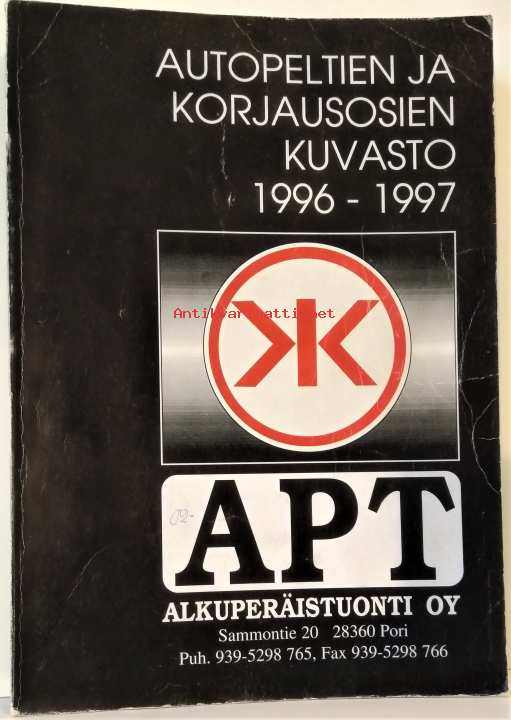 AUTOPELTIEN JA
KORJAUSOSIEN
KUVASTO
1996 - 1997
Antikvariaatti.net
APT
ALKUPERÄISTUONTI OY
Sammontie 20 28360 Pori
Puh. 939-5298 765, Fax 939-5298 766